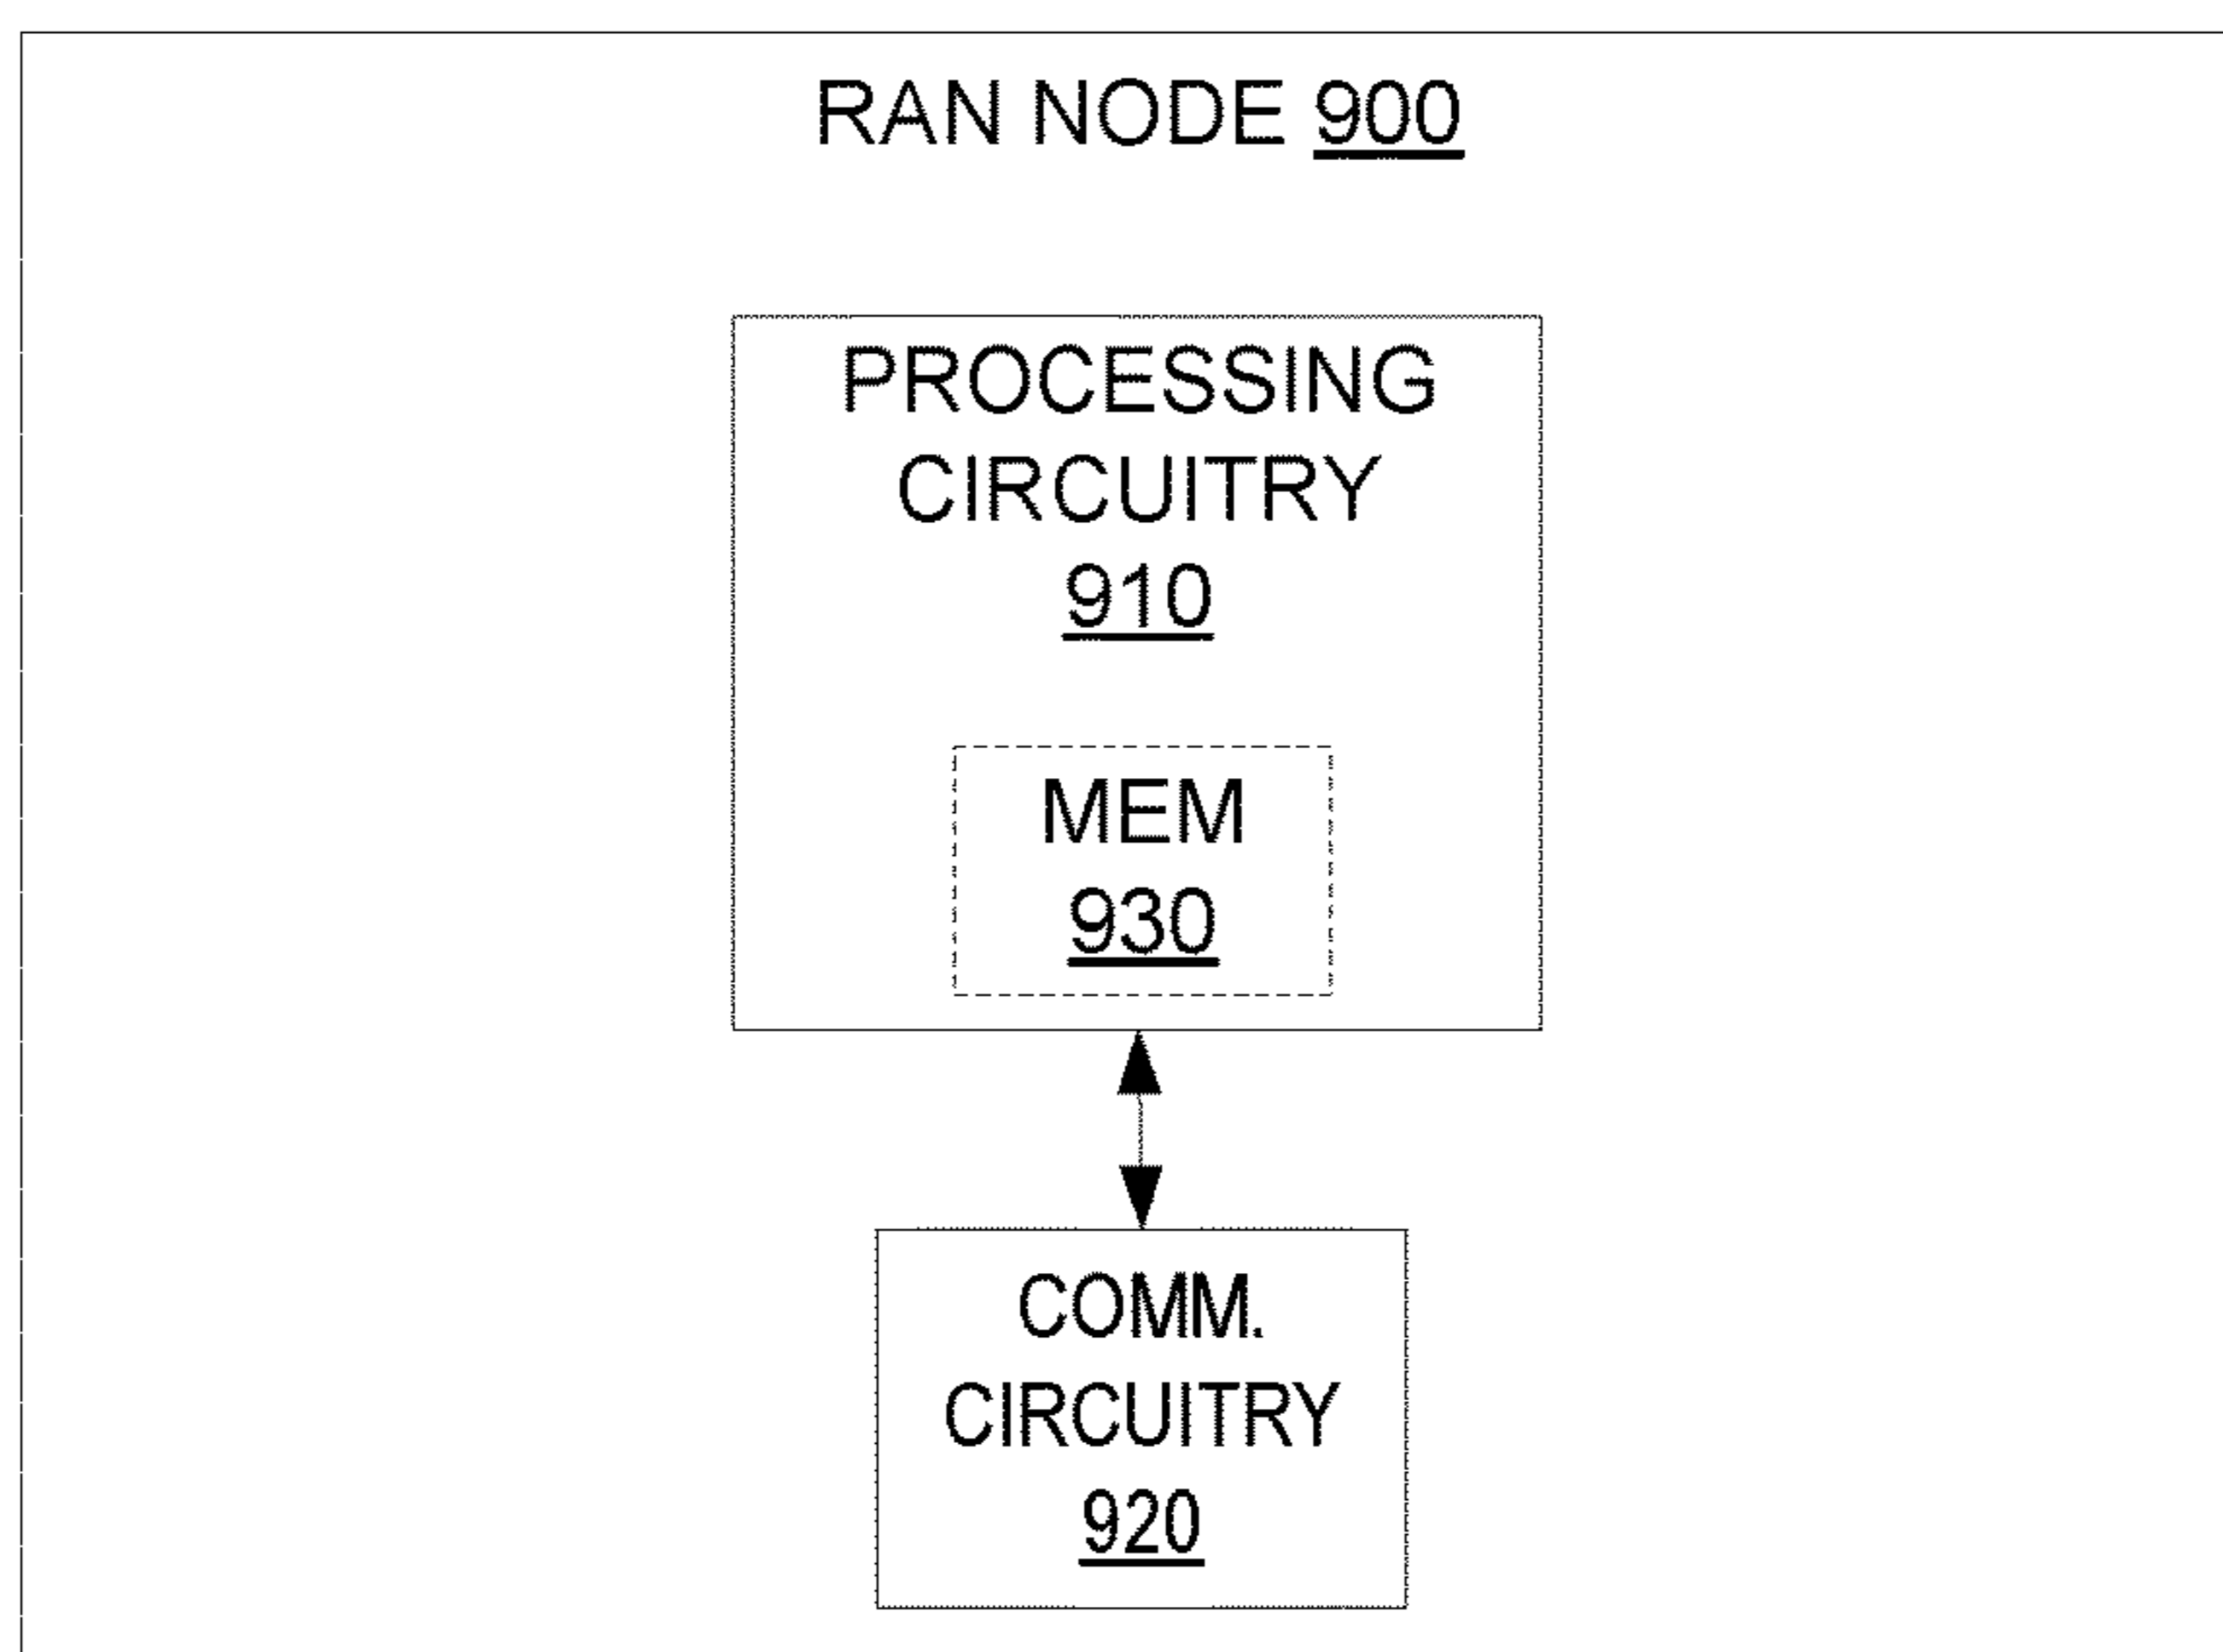 RAN NODE 900
PROCESSING
CIRCUITRY
910
MEM
930
COMM.
CIRCUITRY
920